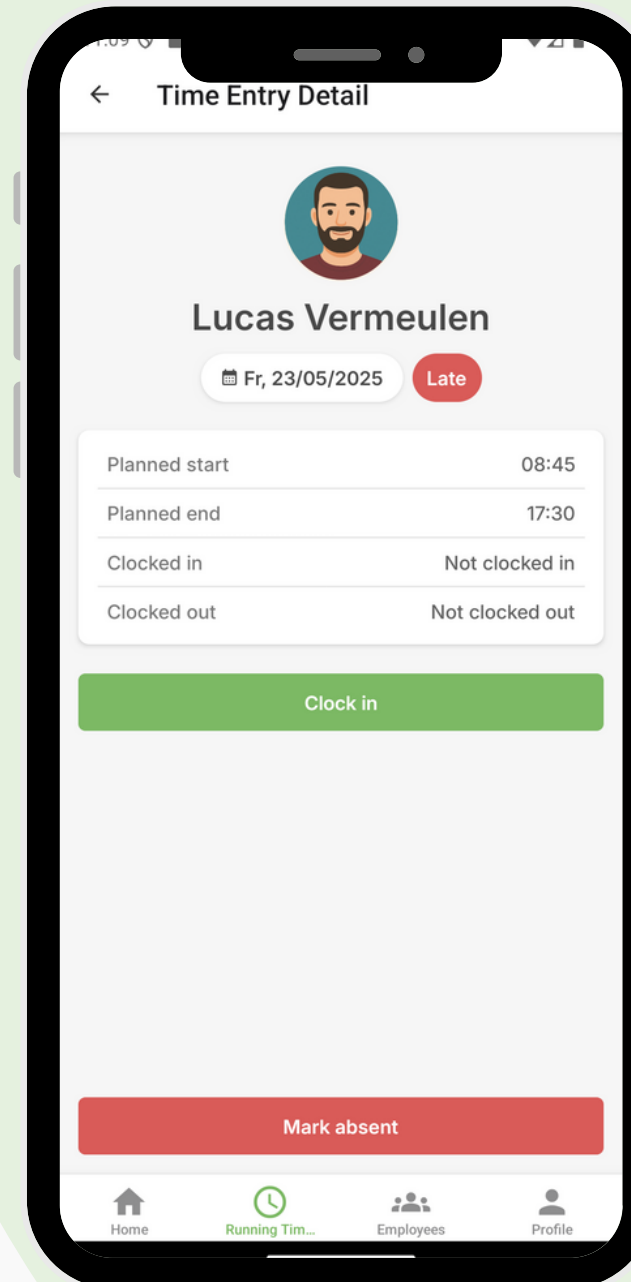 Time Entry Detail
Lucas Vermeulen
Fr, 23/05/2025 Late
Planned start 08:45
Planned end 17:30
Clocked in Not clocked in
Clocked out Not clocked out
Clock in
Mark absent
Home Running Tim... Employees Profile